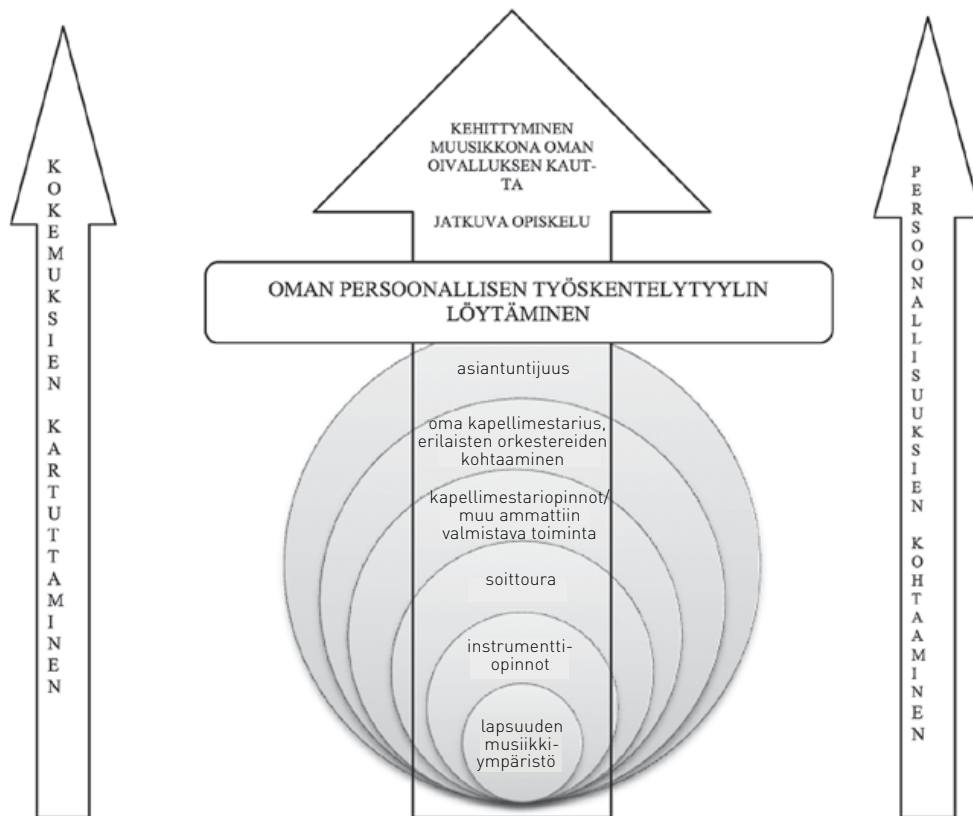 KOKEMUKSIEN KARTUTTAMINEN
KEHITTYMINEN
MUUSIKKONA OMAN
OIVALLUKSEN KAUT-
TA
JATKUVA OPISKELU
OMAN PERSOONALLISEN TYÖSKENTELYTYYLIN
LÖYTÄMINEN
asiantuntijuus
oma kapellimestarius,
erilaisten orkestereiden
kohtaaminen
kapellimestariopinnot/
muu ammattiin
valmistava toiminta
soittoura
instrumentti-
opinnot
lapsuuden
musiikki-
ympäristö
PERSOONALLISUUKSIEN KOHTAAMINEN